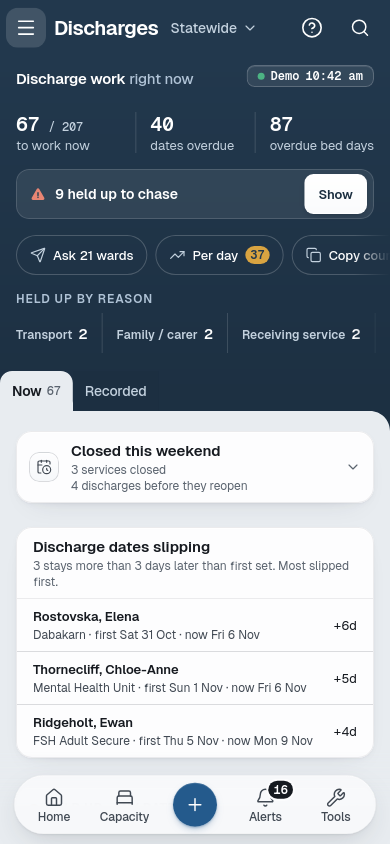 Discharges Statewide
Discharge work right now
Demo 10:42 am
67 / 207
to work now
40
dates overdue
87
overdue bed days
9 held up to chase
Show
Ask 21 wards
Per day 37
Copy
HELD UP BY REASON
Transport 2
Family / carer 2
Receiving service 2
Now 67
Recorded
Closed this weekend
3 services closed
4 discharges before they reopen
Discharge dates slipping
3 stays more than 3 days later than first set. Most slipped
first.
Rostovska, Elena
Dabakarn · first Sat 31 Oct · now Fri 6 Nov
+6d
Thornecliff, Chloe-Anne
Mental Health Unit · first Sun 1 Nov · now Fri 6 Nov
+5d
Ridgeholt, Ewan
FSH Adult Secure · first Thu 5 Nov · now Mon 9 Nov
+4d
Home
Capacity
16
Alerts
Tools